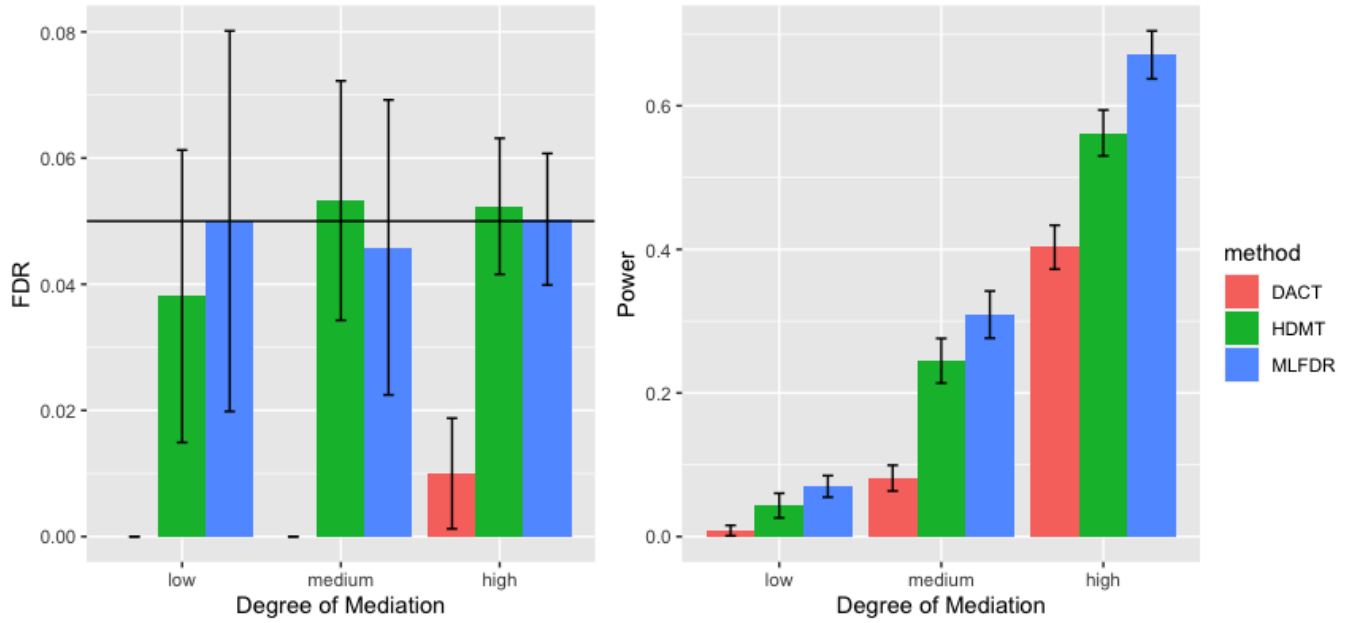 FDR
0.08
0.06
0.04
0.02
0.00
low medium high
Degree of Mediation
Power
0.6
0.4
0.2
0.0
low medium high
Degree of Mediation
method
DACT
HDMT
MLFDR